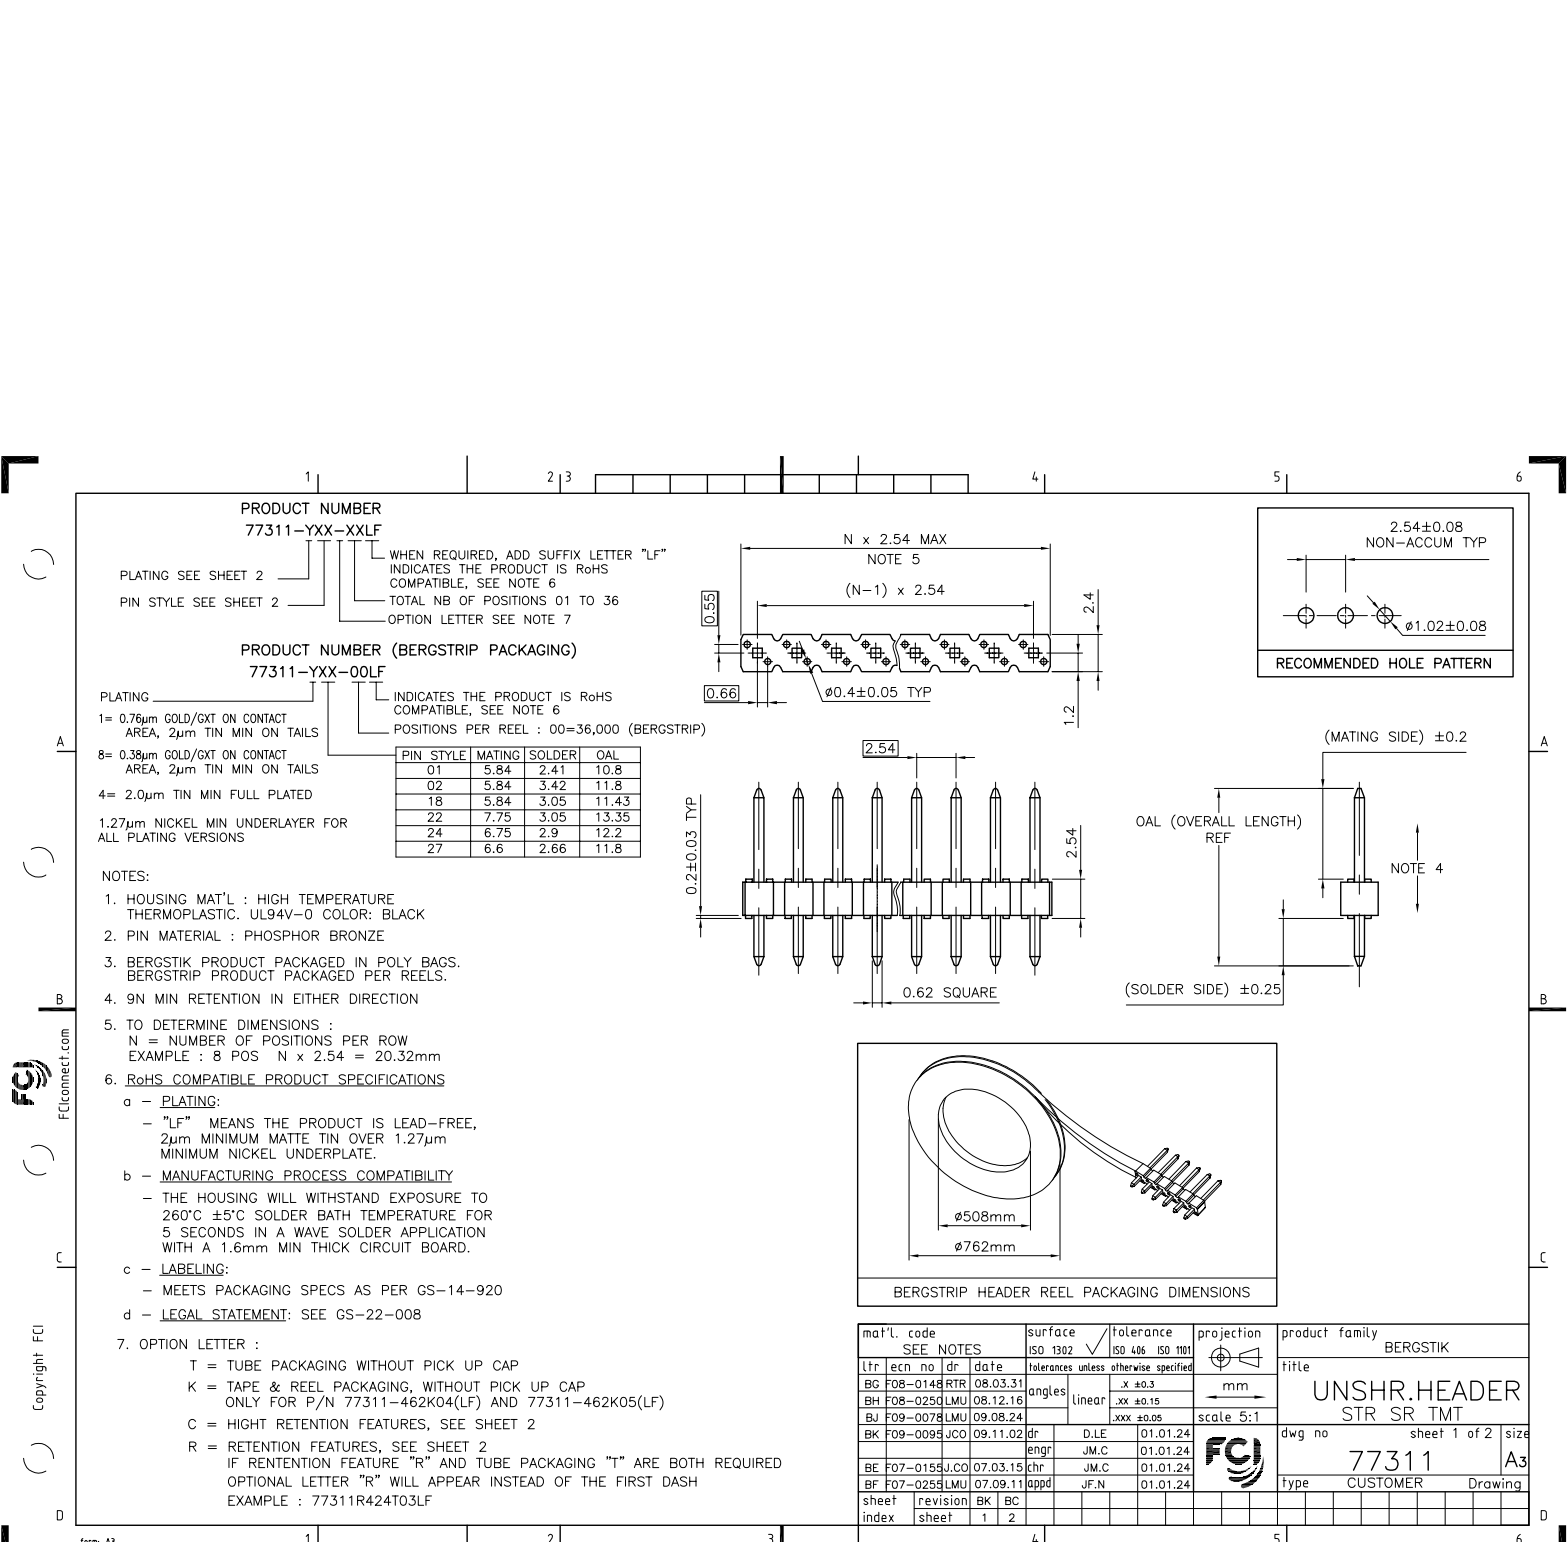 1
2
3
4
5
6
PRODUCT NUMBER
77311-YXX-XXLF
WHEN REQUIRED, ADD SUFFIX LETTER "LF"
INDICATES THE PRODUCT IS RoHS
COMPATIBLE, SEE NOTE 6
PLATING SEE SHEET 2
PIN STYLE SEE SHEET 2
TOTAL NB OF POSITIONS 01 TO 36
OPTION LETTER SEE NOTE 7
PRODUCT NUMBER (BERGSTRIP PACKAGING)
77311-YXX-00LF
PLATING
INDICATES THE PRODUCT IS RoHS
COMPATIBLE, SEE NOTE 6
1= 0.76µm GOLD/GXT ON CONTACT
AREA, 2µm TIN MIN ON TAILS
POSITIONS PER REEL : 00=36,000 (BERGSTRIP)
8= 0.38µm GOLD/GXT ON CONTACT
AREA, 2µm TIN MIN ON TAILS
4= 2.0µm TIN MIN FULL PLATED
1.27µm NICKEL MIN UNDERLAYER FOR
ALL PLATING VERSIONS
PIN STYLE MATING SOLDER OAL
01 5.84 2.41 10.8
02 5.84 3.42 11.8
18 5.84 3.05 11.43
22 7.75 3.05 13.35
24 6.75 2.9 12.2
27 6.6 2.66 11.8
NOTES:
1. HOUSING MAT'L : HIGH TEMPERATURE
THERMOPLASTIC. UL94V-0 COLOR: BLACK
2. PIN MATERIAL : PHOSPHOR BRONZE
3. BERGSTIK PRODUCT PACKAGED IN POLY BAGS.
BERGSTRIP PRODUCT PACKAGED PER REELS.
4. 9N MIN RETENTION IN EITHER DIRECTION
5. TO DETERMINE DIMENSIONS :
N = NUMBER OF POSITIONS PER ROW
EXAMPLE : 8 POS N x 2.54 = 20.32mm
6. RoHS COMPATIBLE PRODUCT SPECIFICATIONS
a - PLATING:
- "LF" MEANS THE PRODUCT IS LEAD-FREE,
2µm MINIMUM MATTE TIN OVER 1.27µm
MINIMUM NICKEL UNDERPLATE.
b - MANUFACTURING PROCESS COMPATIBILITY
- THE HOUSING WILL WITHSTAND EXPOSURE TO
260°C ±5°C SOLDER BATH TEMPERATURE FOR
5 SECONDS IN A WAVE SOLDER APPLICATION
WITH A 1.6mm MIN THICK CIRCUIT BOARD.
c - LABELING:
- MEETS PACKAGING SPECS AS PER GS-14-920
d - LEGAL STATEMENT: SEE GS-22-008
7. OPTION LETTER :
T = TUBE PACKAGING WITHOUT PICK UP CAP
K = TAPE & REEL PACKAGING, WITHOUT PICK UP CAP
ONLY FOR P/N 77311-462K04(LF) AND 77311-462K05(LF)
C = HIGHT RETENTION FEATURES, SEE SHEET 2
R = RETENTION FEATURES, SEE SHEET 2
IF RENTENTION FEATURE "R" AND TUBE PACKAGING "T" ARE BOTH REQUIRED
OPTIONAL LETTER "R" WILL APPEAR INSTEAD OF THE FIRST DASH
EXAMPLE : 77311R424T03LF
N x 2.54 MAX
NOTE 5
(N-1) x 2.54
0.55
2.4
0.66
ø0.4±0.05 TYP
1.2
2.54
0.2±0.03 TYP
2.54
0.62 SQUARE
2.54±0.08
NON-ACCUM TYP
ø1.02±0.08
RECOMMENDED HOLE PATTERN
(MATING SIDE) ±0.2
OAL (OVERALL LENGTH)
REF
NOTE 4
(SOLDER SIDE) ±0.25
ø508mm
ø762mm
BERGSTRIP HEADER REEL PACKAGING DIMENSIONS
mat'l. code
SEE NOTES
surface
ISO 1302
tolerance
ISO 406 ISO 1101
projection
product family
BERGSTIK
ltr ecn no dr date
tolerances unless otherwise specified
title
BG F08-0148 RTR 08.03.31
BH F08-0250 LMU 08.12.16
BJ F09-0078 LMU 09.08.24
angles
linear
.X ±0.3
.XX ±0.15
.XXX ±0.05
mm
scale 5:1
UNSHR.HEADER
STR SR TMT
BK F09-0095 JCO 09.11.02 dr D.LE 01.01.24
engr JM.C 01.01.24
BE F07-0155 J.CO 07.03.15 chr JM.C 01.01.24
BF F07-0255 LMU 07.09.11 appd JF.N 01.01.24
FCI
dwg no
sheet 1 of 2
size
77311
A3
type CUSTOMER Drawing
sheet revision BK BC
index sheet 1 2
A
B
C
D
A
B
C
D
FCI
FCIconnect.com
Copyright FCI
form: A3
1
2
3
4
5
6